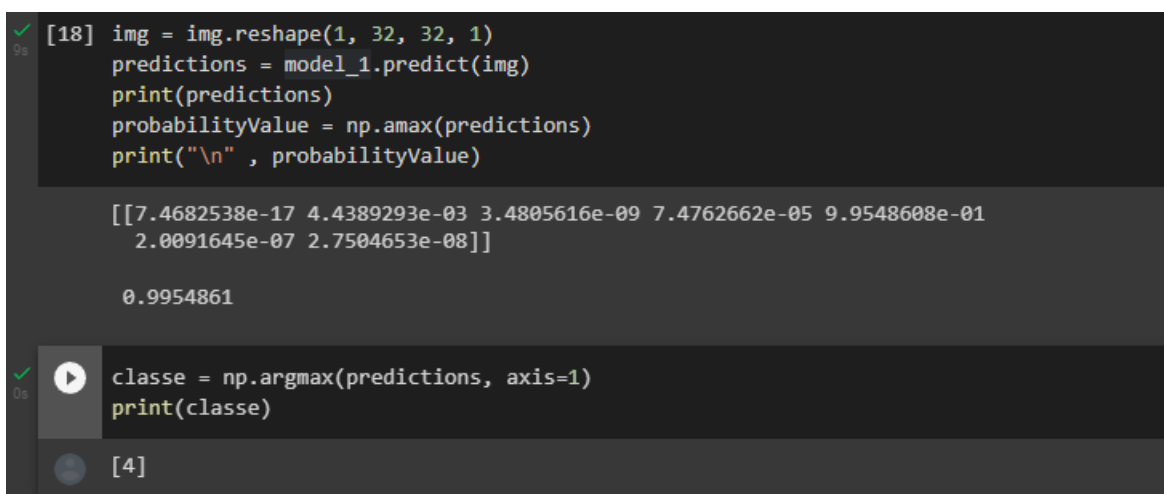 [18] img = img.reshape(1, 32, 32, 1)
9s
predictions = model_1.predict(img)
print(predictions)
probabilityValue = np.amax(predictions)
print("\n" , probabilityValue)
[[7.4682538e-17 4.4389293e-03 3.4805616e-09 7.4762662e-05 9.9548608e-01
2.0091645e-07 2.7504653e-08]]
0.9954861
classe = np.argmax(predictions, axis=1)
0s
print(classe)
[4]